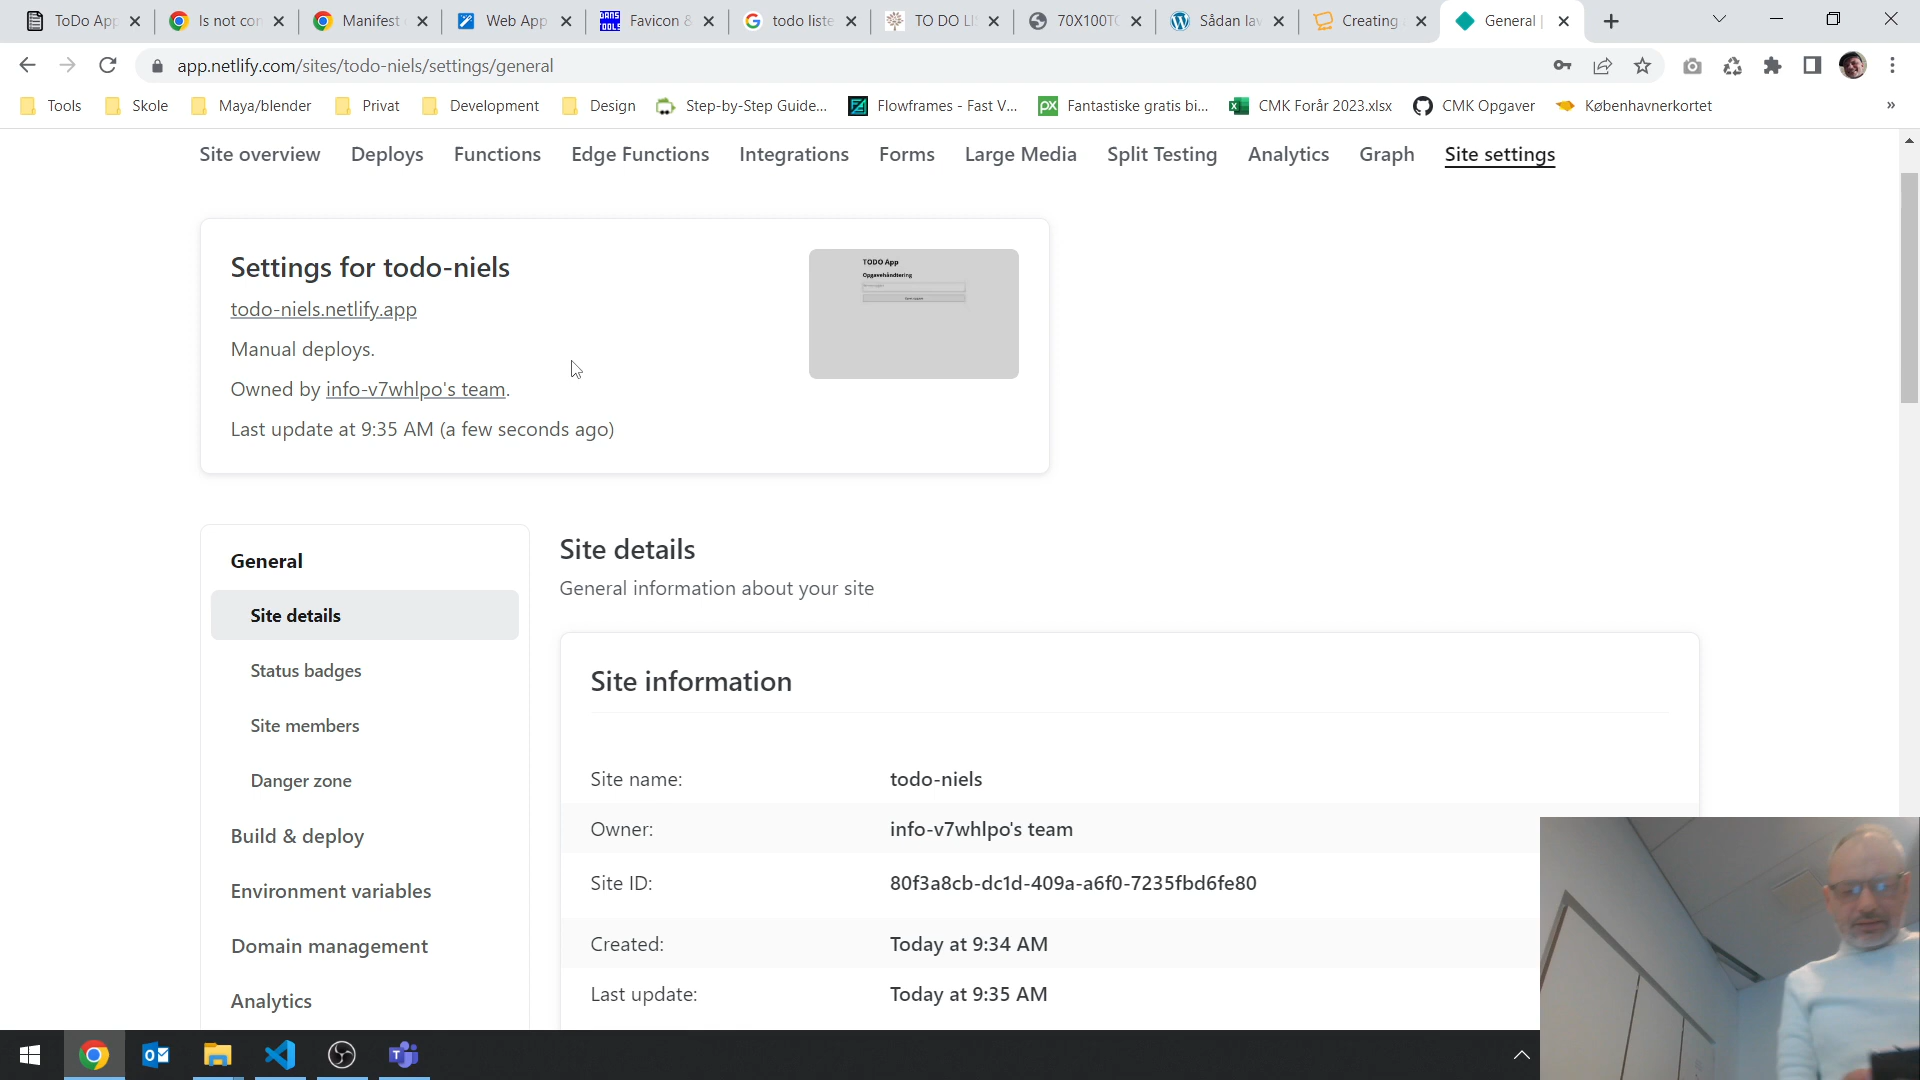 ToDo App
Is not con
Manifest
Web App
Favicon &
todo liste
TO DO LI
70X100TO
Sådan lav
Creating
General |
app.netlify.com/sites/todo-niels/settings/general
Tools
Skole
Maya/blender
Privat
Development
Design
Step-by-Step Guide...
Flowframes - Fast V...
Fantastiske gratis bi...
CMK Forår 2023.xlsx
CMK Opgaver
Københavnerkortet
»
Site overview
Deploys
Functions
Edge Functions
Integrations
Forms
Large Media
Split Testing
Analytics
Graph
Site settings
Settings for todo-niels
todo-niels.netlify.app
Manual deploys.
Owned by info-v7whlpo's team.
Last update at 9:35 AM (a few seconds ago)
TODO App
Opgavehåndtering
General
Site details
Status badges
Site members
Danger zone
Build & deploy
Environment variables
Domain management
Analytics
Site details
General information about your site
Site information
Site name: todo-niels
Owner: info-v7whlpo's team
Site ID: 80f3a8cb-dc1d-409a-a6f0-7235fbd6fe80
Created: Today at 9:34 AM
Last update: Today at 9:35 AM